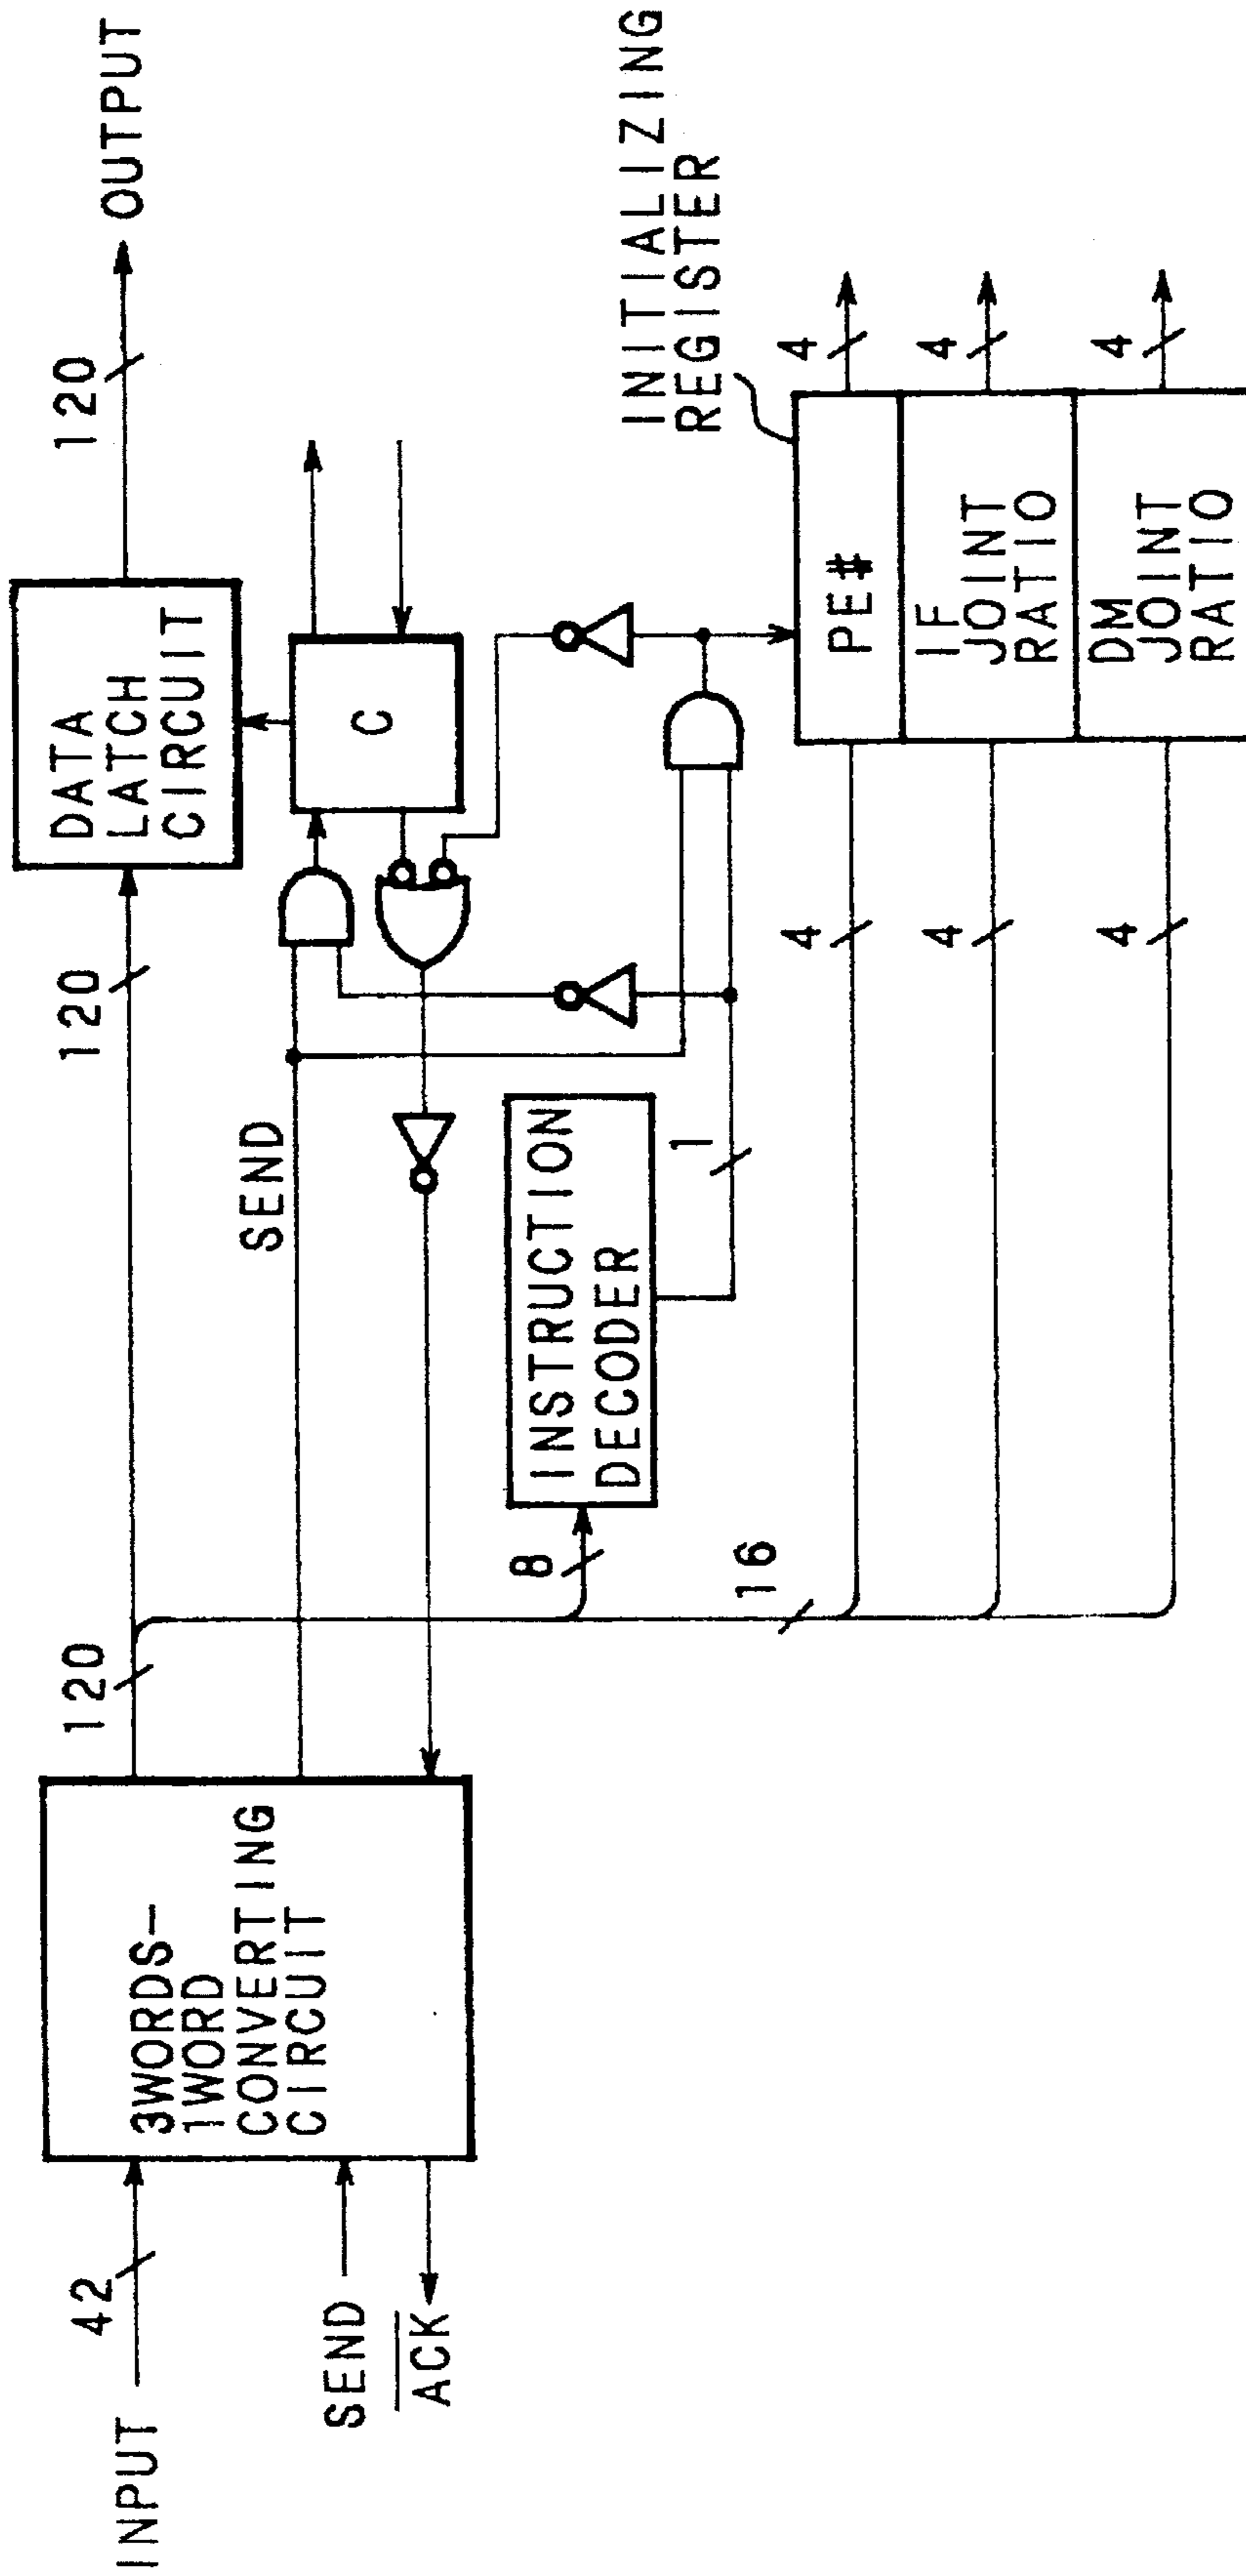 INPUT
42
SEND
ACK
3WORDS-
1WORD
CONVERTING
CIRCUIT
120
SEND
120
DATA
LATCH
CIRCUIT
120
OUTPUT
C
8
INSTRUCTION
DECODER
1
16
4
4
4
INITIALIZING
REGISTER
PE#
IF
JOINT
RATIO
DM
JOINT
RATIO
4
4
4